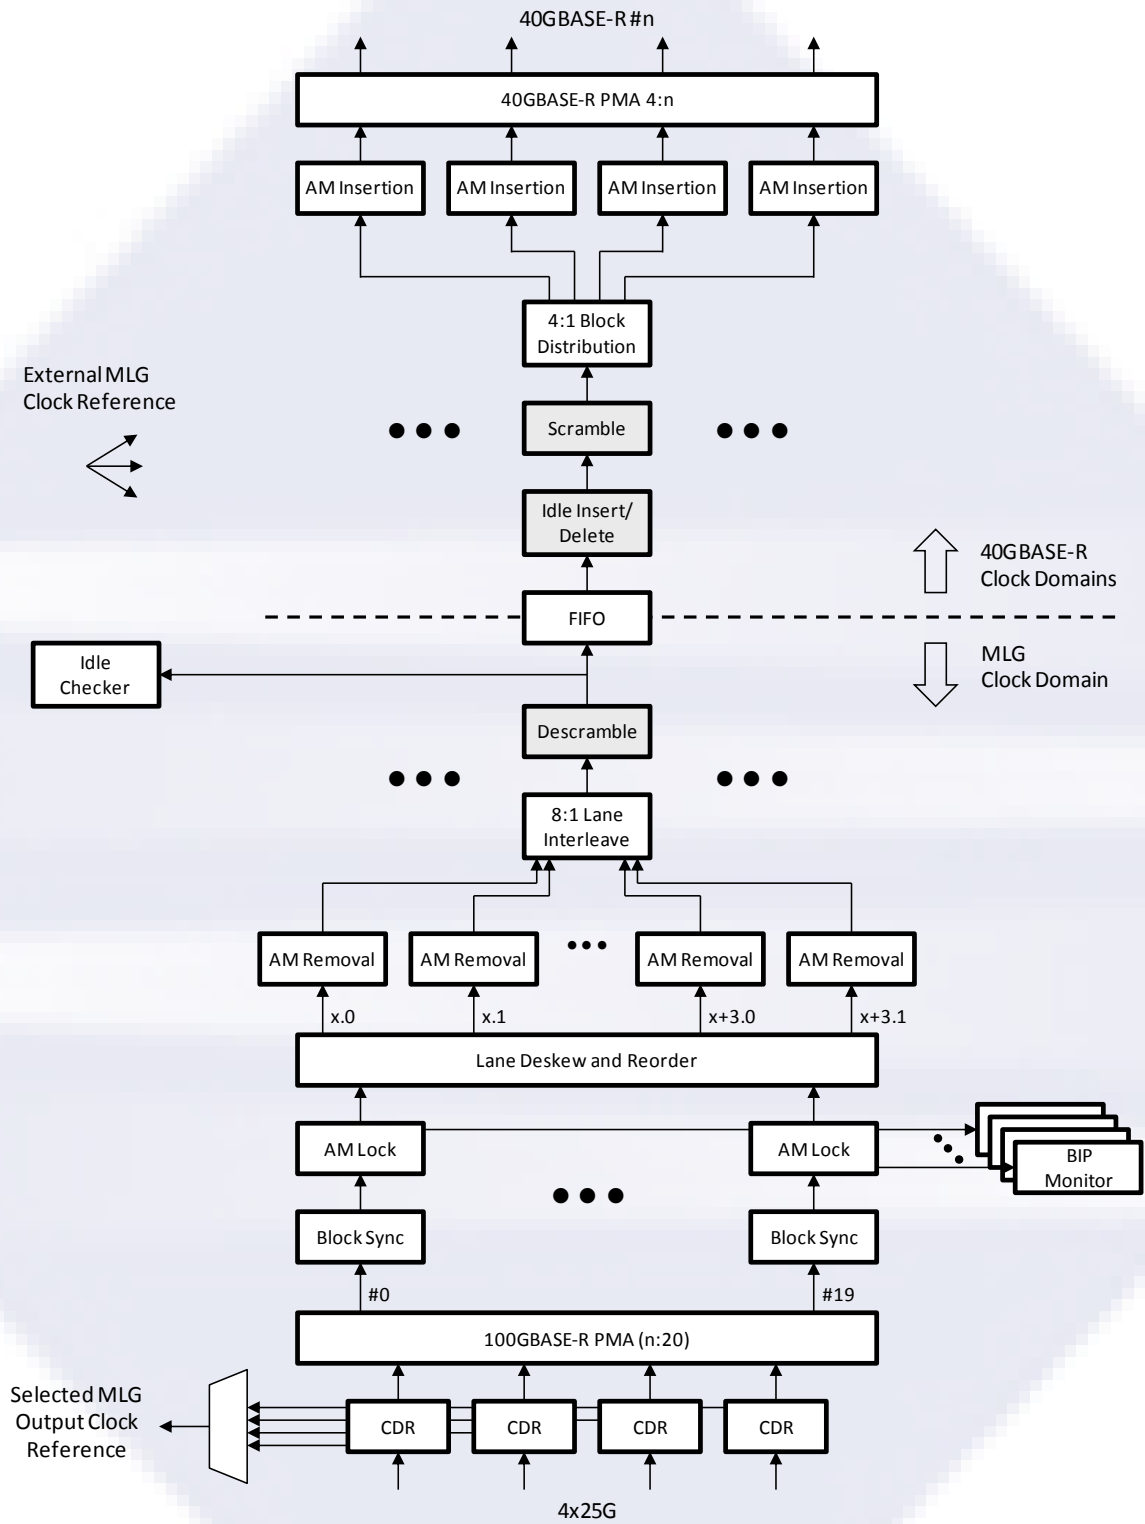 40GBASE-R #n
40GBASE-R PMA 4:n
AM Insertion
AM Insertion
AM Insertion
AM Insertion
4:1 Block
Distribution
External MLG
Clock Reference
Scramble
Idle Insert/
Delete
40GBASE-R
Clock Domains
FIFO
Idle
Checker
MLG
Clock Domain
Descramble
8:1 Lane
Interleave
AM Removal
AM Removal
AM Removal
AM Removal
x.0
x.1
x+3.0
x+3.1
Lane Deskew and Reorder
AM Lock
AM Lock
BIP
Monitor
Block Sync
Block Sync
#0
#19
100GBASE-R PMA (n:20)
Selected MLG
Output Clock
Reference
CDR
CDR
CDR
CDR
4x25G